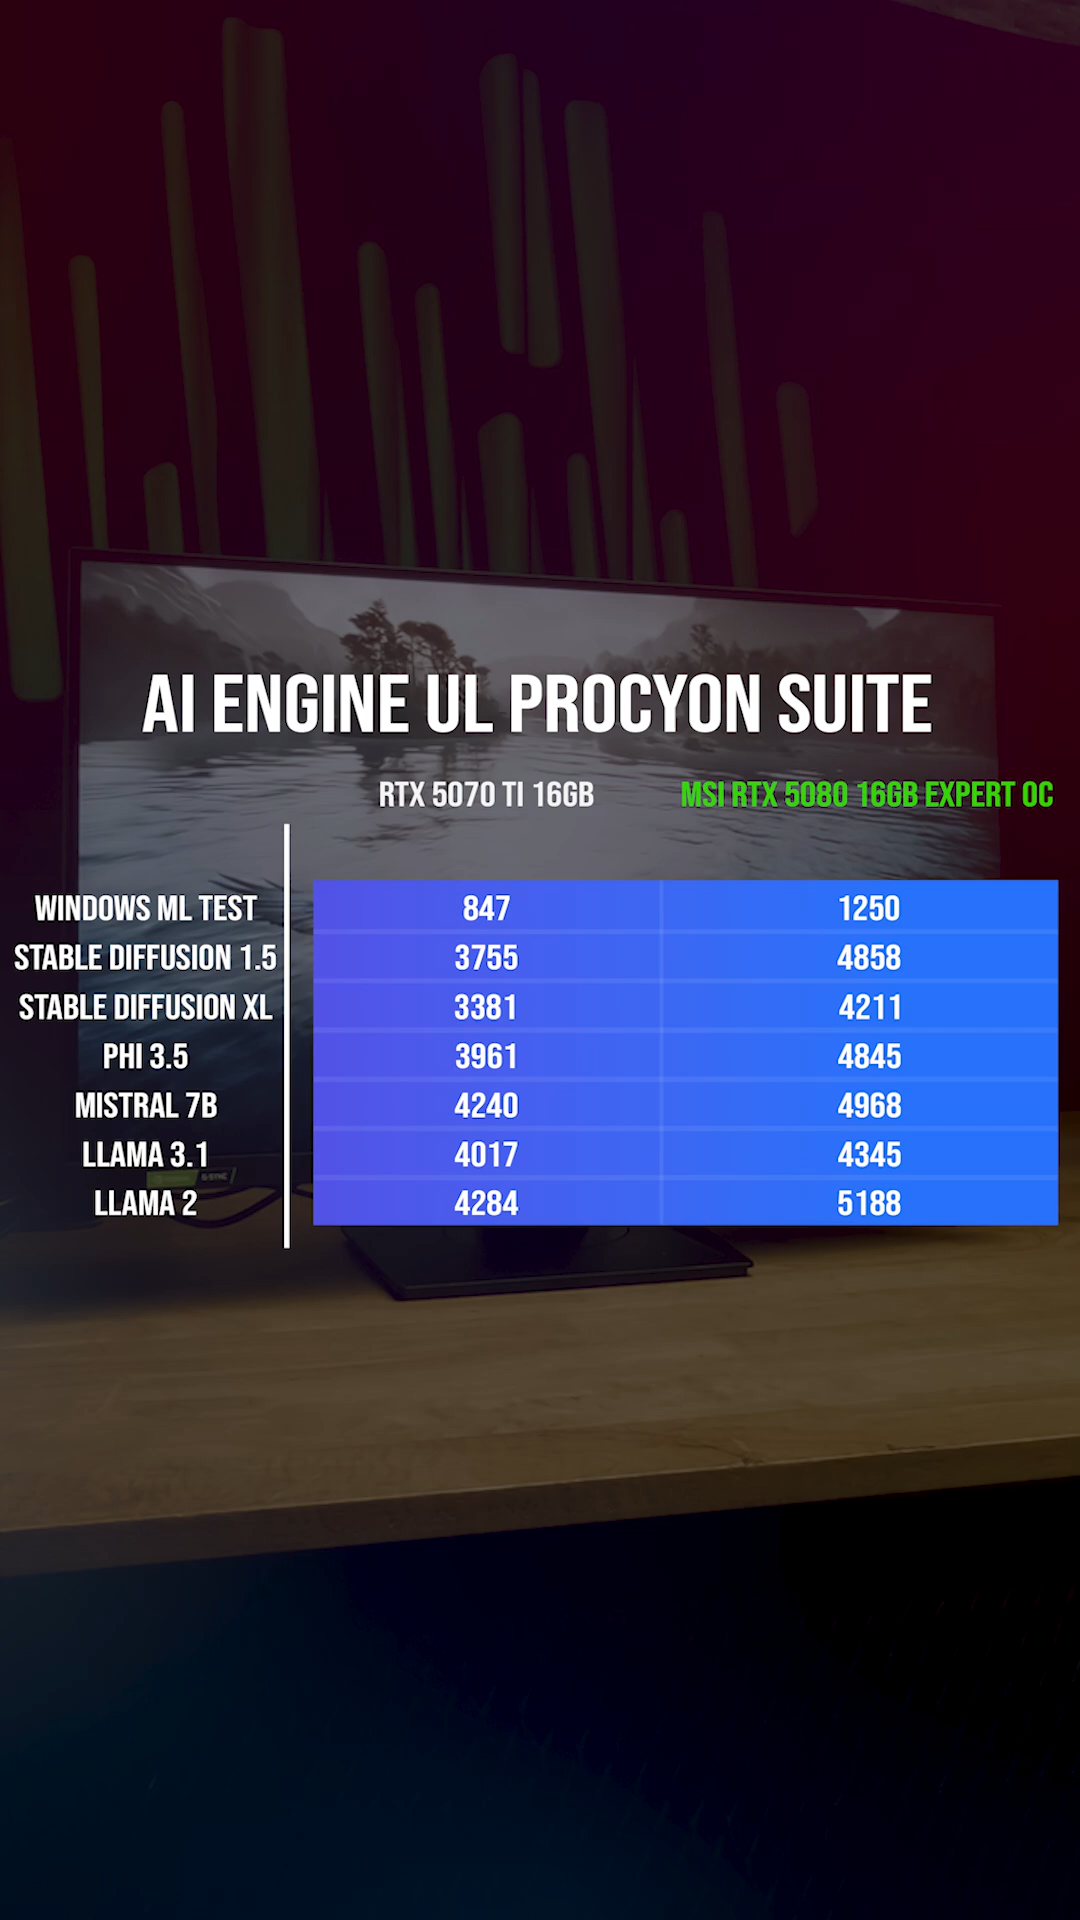 AI ENGINE UL PROCYON SUITE
RTX 5070 TI 16GB MSI RTX 5080 16GB EXPERT OC
WINDOWS ML TEST 847 1250
STABLE DIFFUSION 1.5 3755 4858
STABLE DIFFUSION XL 3381 4211
PHI 3.5 3961 4845
MISTRAL 7B 4240 4968
LLAMA 3.1 4017 4345
G-SYNC
LLAMA 2 4284 5188